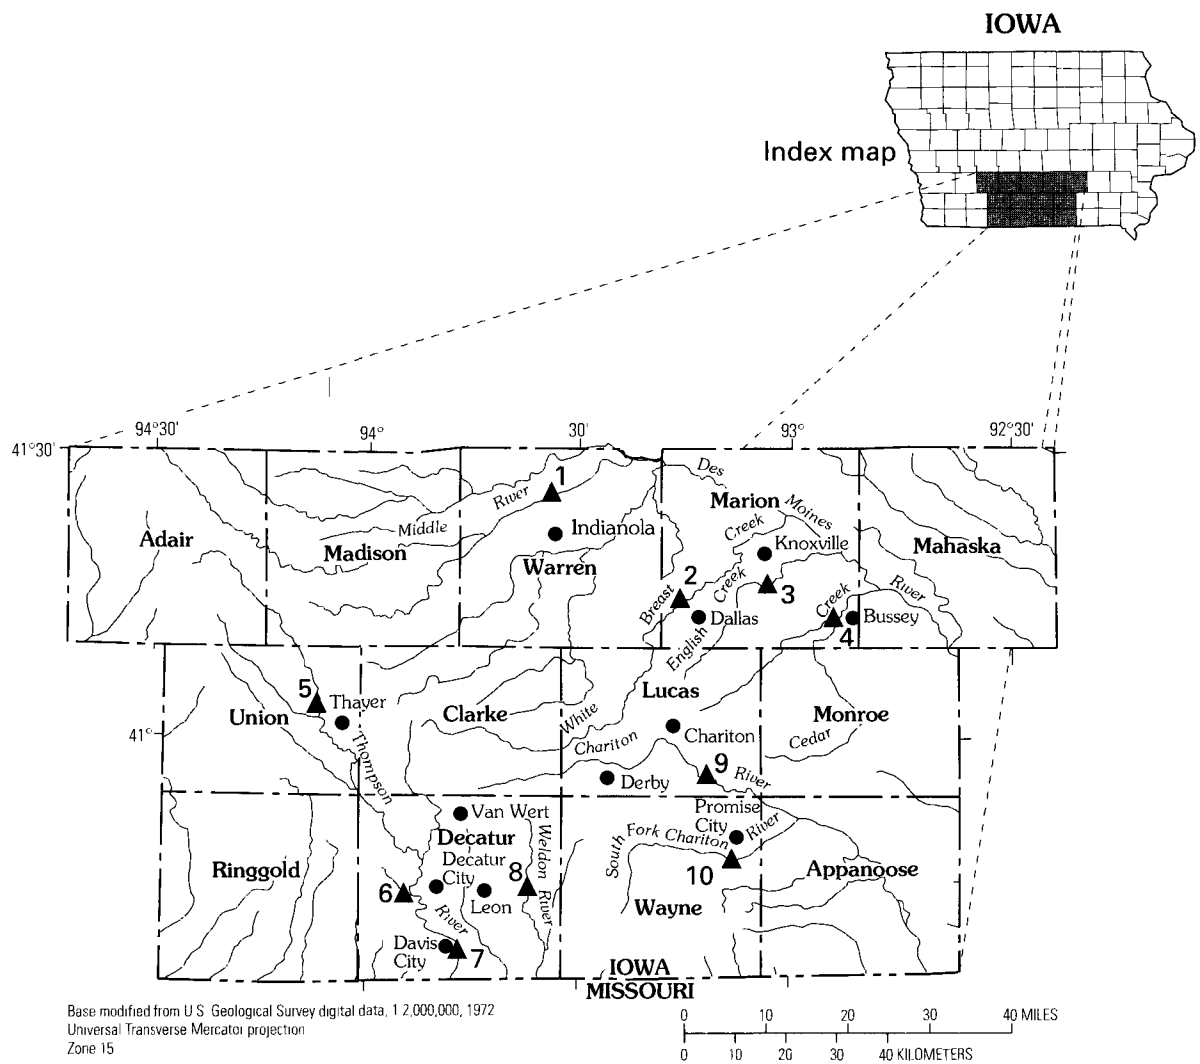 IOWA
Index map
94°30'
94°
30'
93°
92°30'
41°30'
Des
1
River
Marion
Moines
Middle
Creek
Indianola
Adair
Madison
Knoxville
Mahaska
Warren
2
Creek
3
Creek
River
Breast
Dallas
4
Bussey
English
5
Thayer
Lucas
Union
Clarke
White
Monroe
41°
Chariton
Chariton
Cedar
Thompson
9
Derby
River
Van Wert
Promise
City
River
Decatur
Weldon
South
Fork Chariton
Decatur
City
Ringgold
8
10
Appanoose
6
Leon
River
River
Wayne
Davis
City
7
IOWA
MISSOURI
Base modified from U S Geological Survey digital data, 1 2,000,000, 1972
Universal Transverse Mercator projection
Zone 15
0 10 20 30 40 MILES
0 10 20 30 40 KILOMETERS